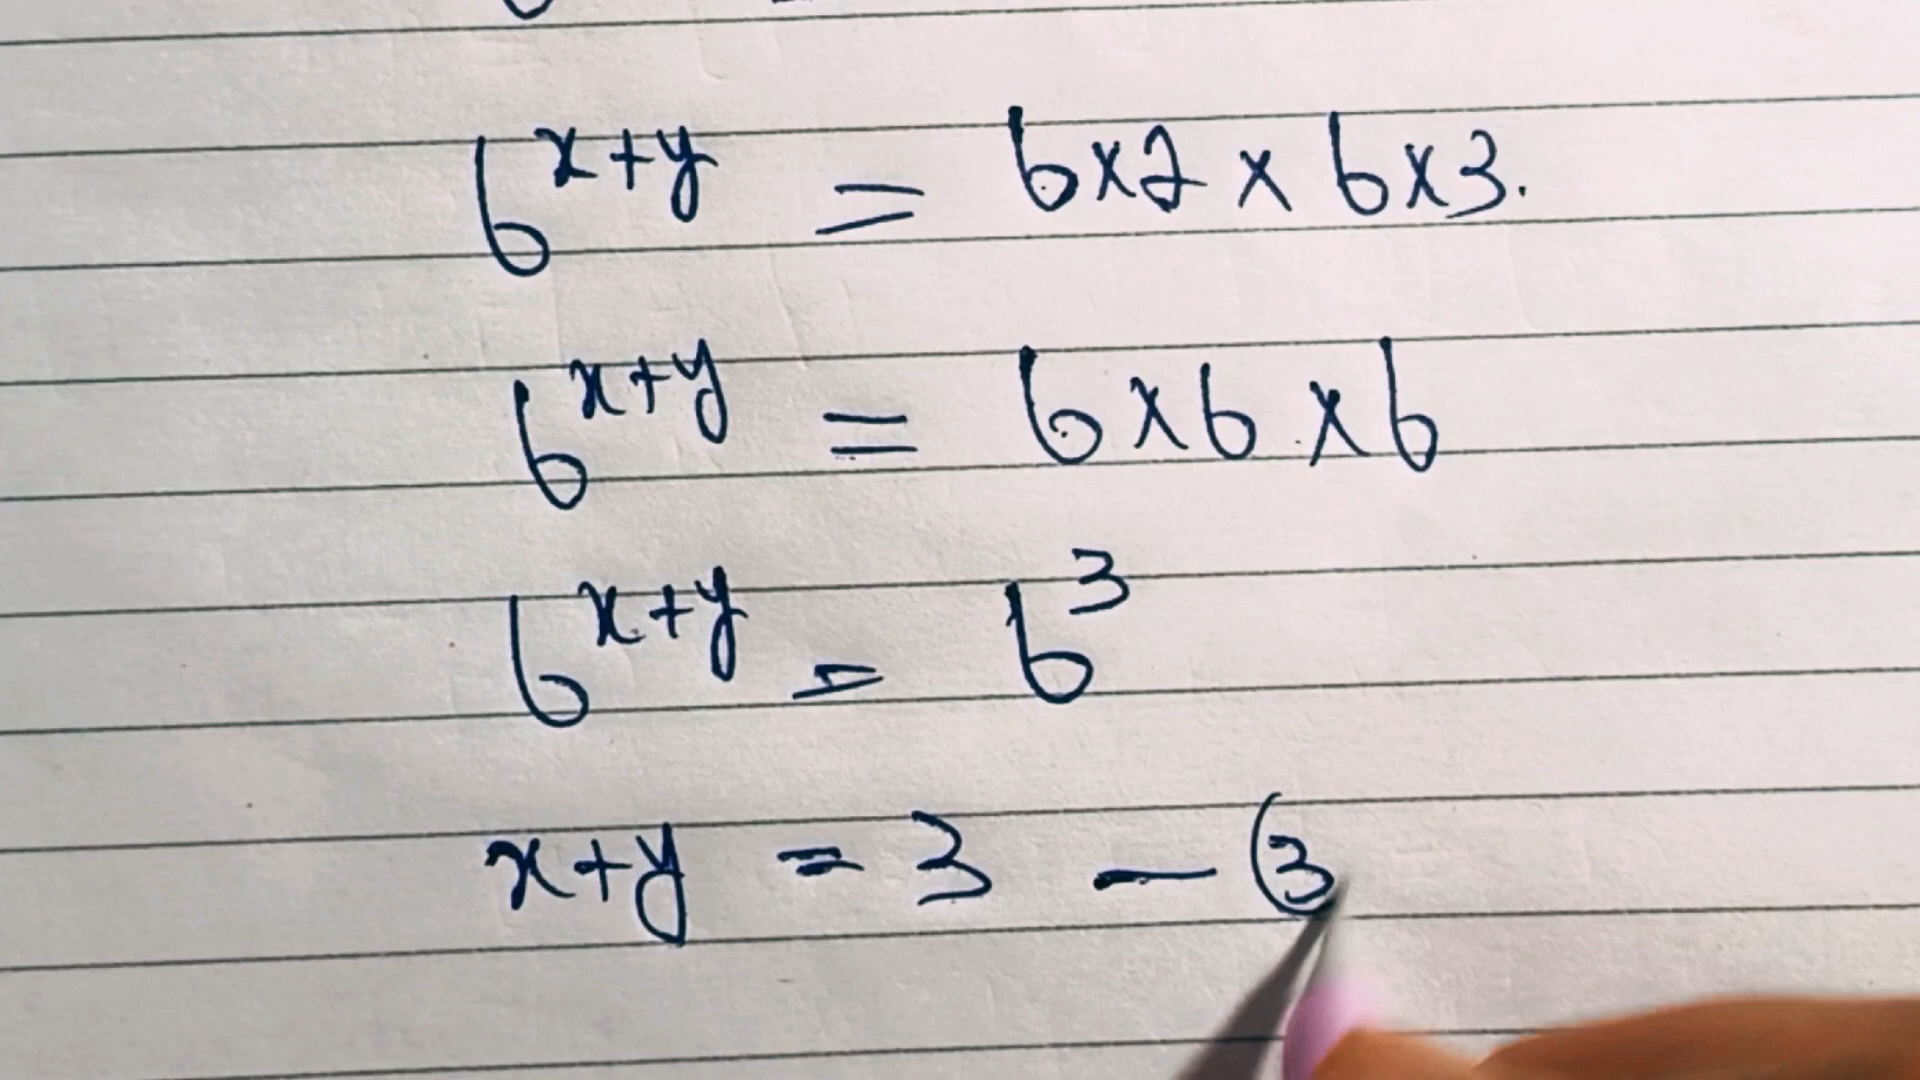 6^{x+y} = 6×2 × 6×3.
6^{x+y} = 6×6×6
6^{x+y} = 6^3
x+y = 3 — ③